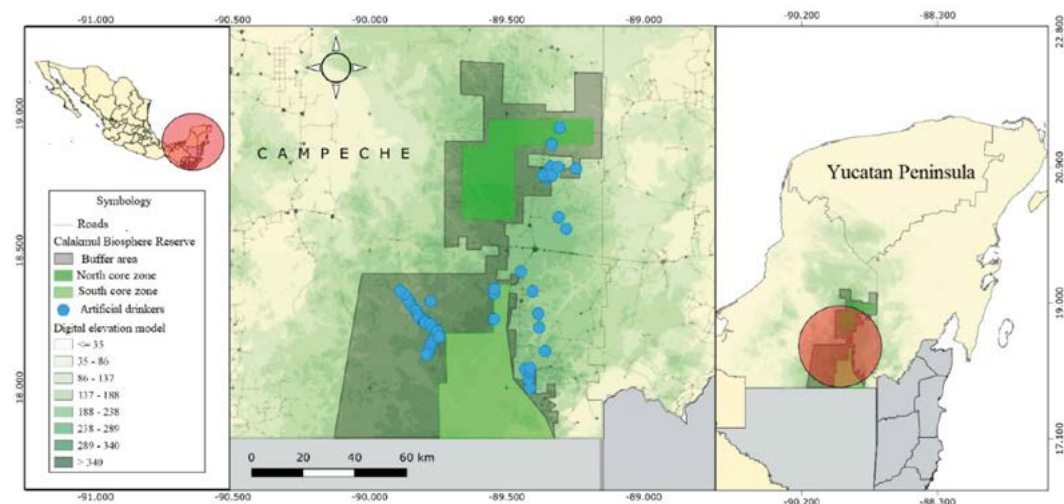 -91.000
-90.500
-90.000
-89.500
-89.000
-90.200
-88.300
19.000
18.500
18.000
22.800
20.900
19.000
17.100
CAMPECHE
Yucatan Peninsula
Symbology
Roads
Calakmul Biosphere Reserve
Buffer area
North core zone
South core zone
Artificial drinkers
Digital elevation model
<= 35
35 - 86
86 - 137
137 - 188
188 - 238
238 - 289
289 - 340
> 340
0 20 40 60 km
-91.000
-90.500
-90.000
-89.500
-89.000
-90.200
-88.300